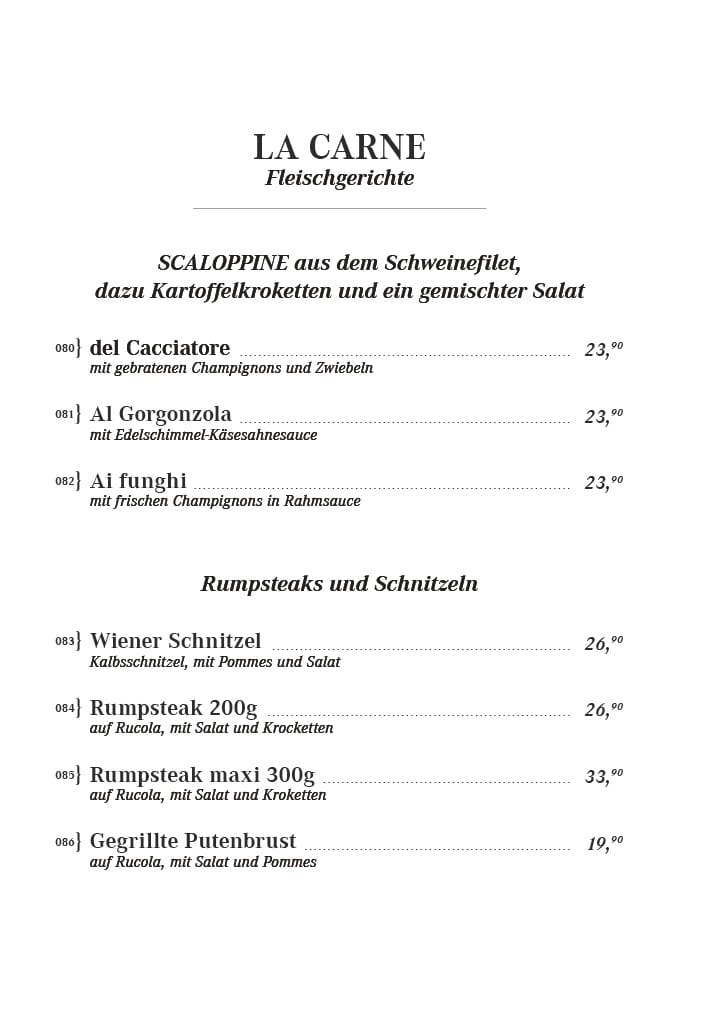 LA CARNE
Fleischgerichte
SCALOPPINE aus dem Schweinefilet,
dazu Kartoffelkroketten und ein gemischter Salat
080} del Cacciatore 23,90
mit gebratenen Champignons und Zwiebeln
081} Al Gorgonzola 23,90
mit Edelschimmel-Käsesahnesauce
082} Ai funghi 23,90
mit frischen Champignons in Rahmsauce
Rumpsteaks und Schnitzeln
083} Wiener Schnitzel 26,90
Kalbsschnitzel, mit Pommes und Salat
084} Rumpsteak 200g 26,90
auf Rucola, mit Salat und Krocketten
085} Rumpsteak maxi 300g 33,90
auf Rucola, mit Salat und Kroketten
086} Gegrillte Putenbrust 19,90
auf Rucola, mit Salat und Pommes